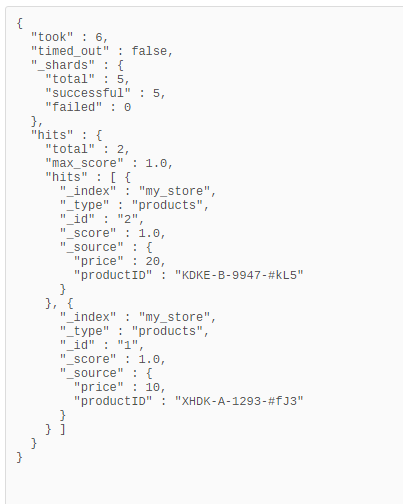 {
  "took" : 6,
  "timed_out" : false,
  "_shards" : {
    "total" : 5,
    "successful" : 5,
    "failed" : 0
  },
  "hits" : {
    "total" : 2,
    "max_score" : 1.0,
    "hits" : [ {
      "_index" : "my_store",
      "_type" : "products",
      "_id" : "2",
      "_score" : 1.0,
      "_source" : {
        "price" : 20,
        "productID" : "KDKE-B-9947-#kL5"
      }
    }, {
      "_index" : "my_store",
      "_type" : "products",
      "_id" : "1",
      "_score" : 1.0,
      "_source" : {
        "price" : 10,
        "productID" : "XHDK-A-1293-#fJ3"
      }
    } ]
  }
}